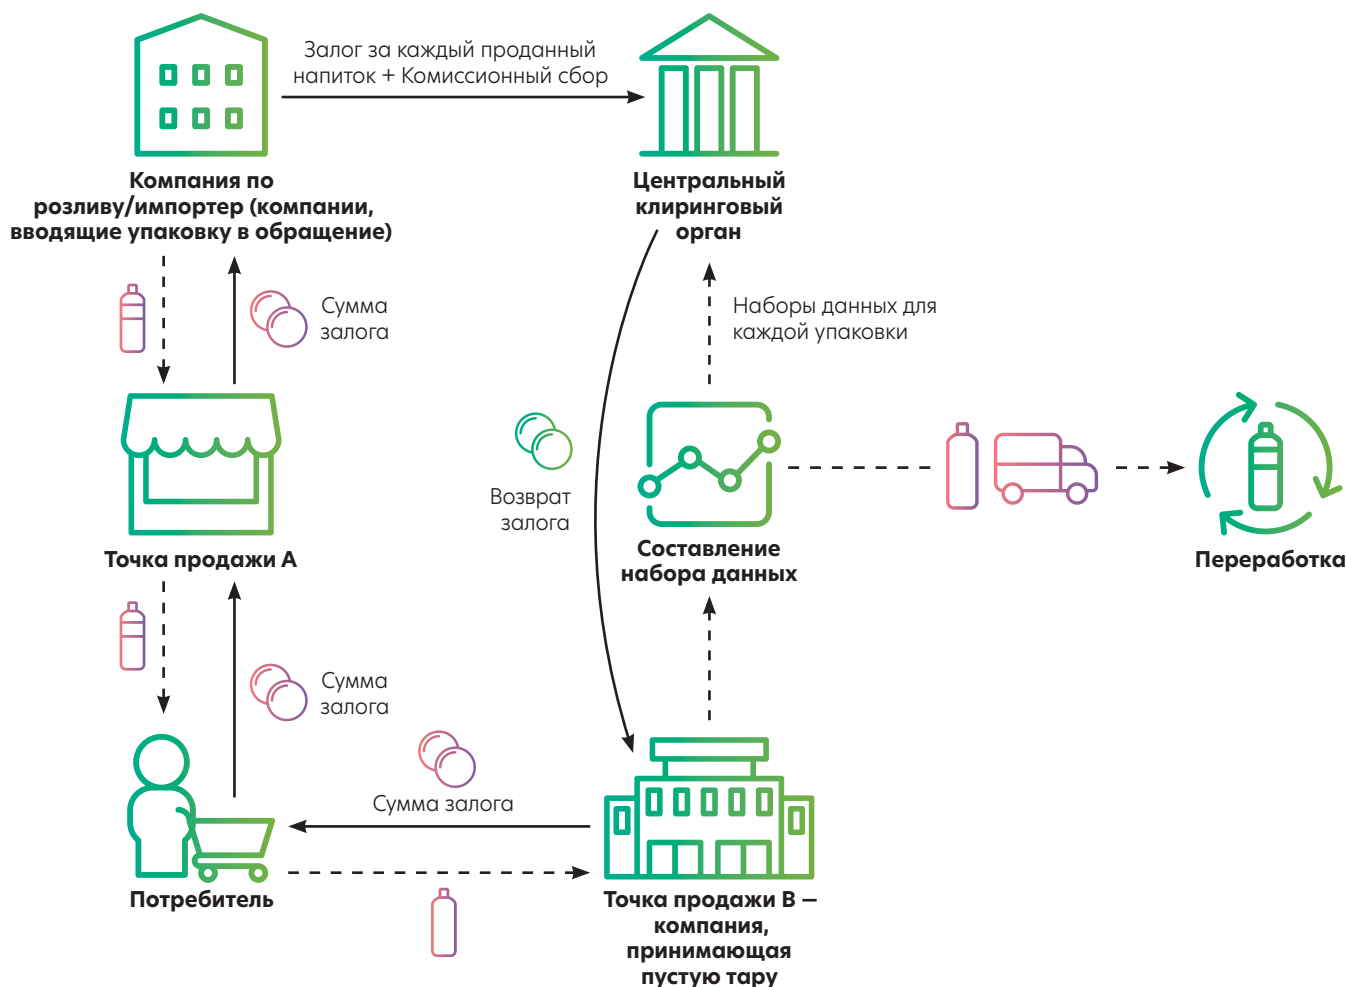 Залог за каждый проданный
напиток + Комиссионный сбор
Компания по
розливу/импортер (компании,
вводящие упаковку в обращение)
Центральный
клиринговый
орган
Сумма
залога
Наборы данных для
каждой упаковки
Возврат
залога
Точка продажи А
Составление
набора данных
Переработка
Сумма
залога
Сумма залога
Потребитель
Точка продажи В –
компания,
принимающая
пустую тару